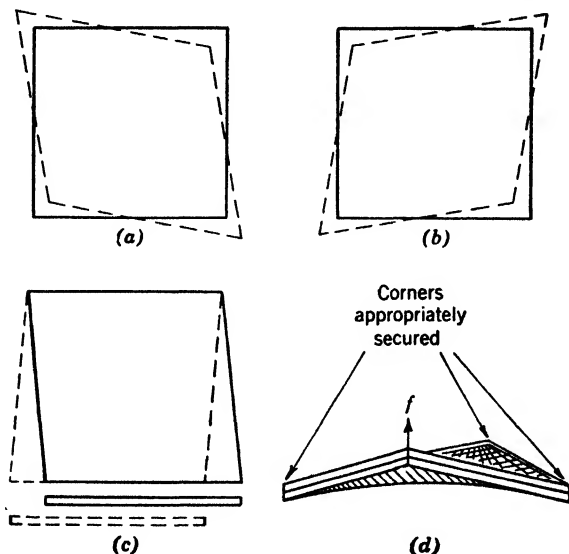 (a)
(b)
Corners
appropriately
secured
f
(c)
(d)